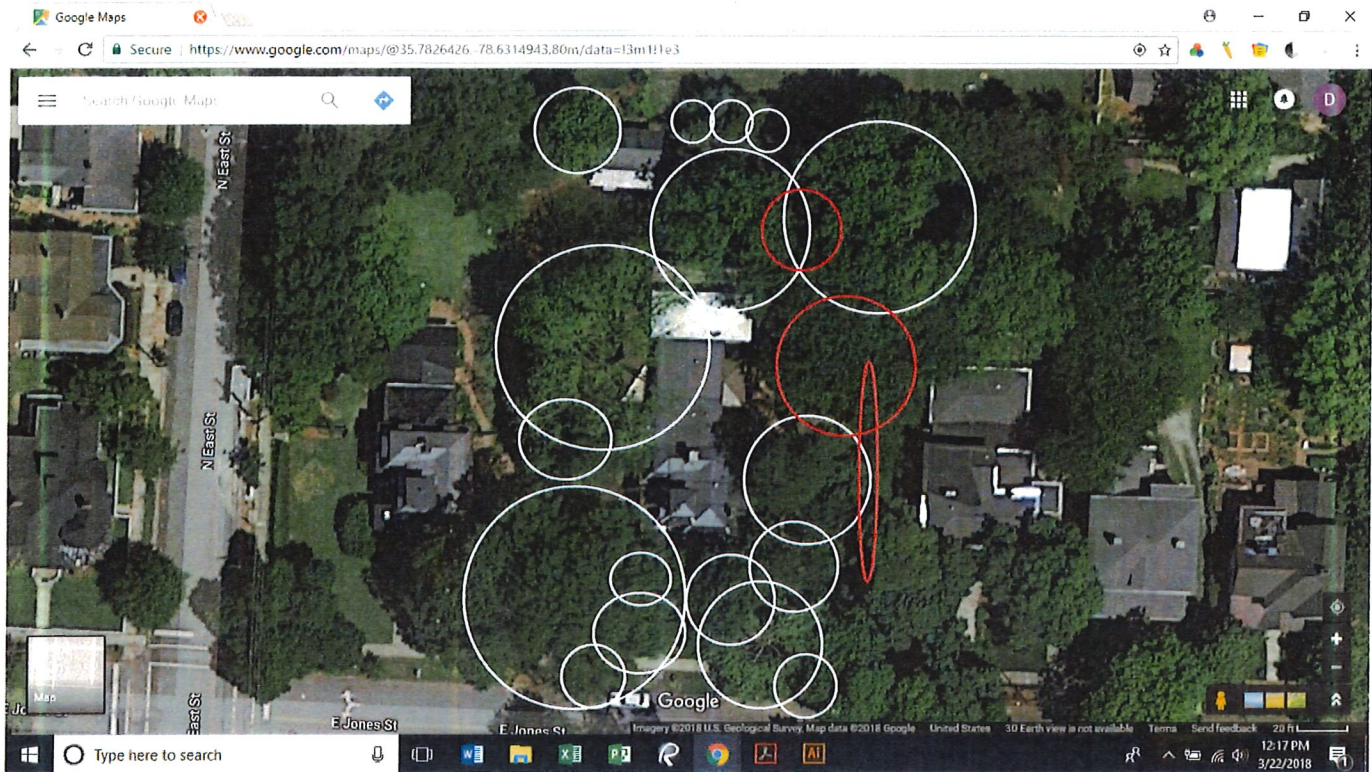 Google Maps
Secure https://www.google.com/maps/@35.7826426,-78.6314943,80m/data=!3m1!1e3
Search Google Maps
D
N East St
N East St
East St
Map
E Jo
E Jones St
E Jones St
Google
Imagery ©2018 U.S. Geological Survey, Map data ©2018 Google United States 3D Earth view is not available Terms Send feedback 20 ft
Type here to search
12:17 PM
3/22/2018